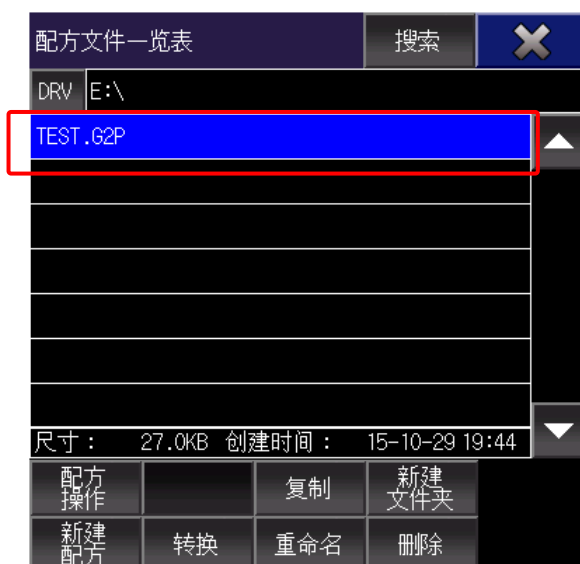 配方文件一览表 搜索
DRV E:\
TEST.G2P
尺寸： 27.0KB 创建时间： 15-10-29 19:44
配方操作 复制 新建文件夹
新建配方 转换 重命名 删除